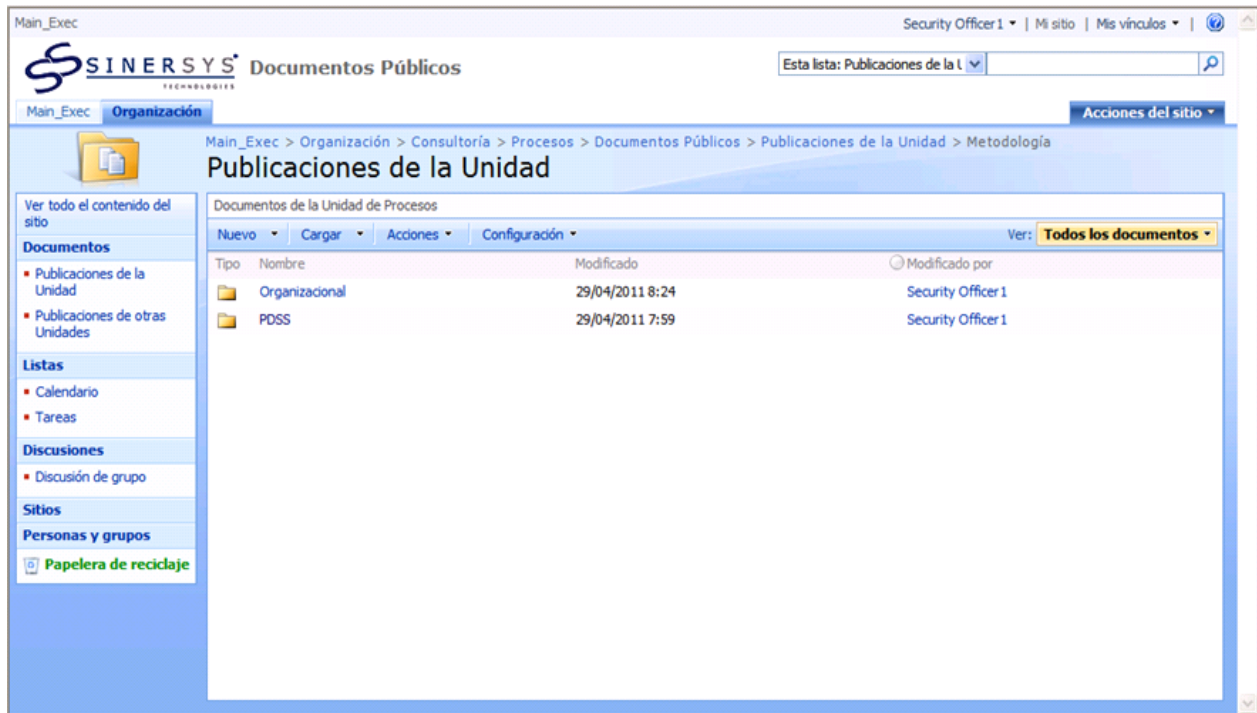 Main_Exec
Security Officer1 | Mi sitio | Mis vínculos |
SINERSYS
TECHNOLOGIES
Documentos Públicos
Esta lista: Publicaciones de la
Main_Exec Organización
Acciones del sitio
Main_Exec > Organización > Consultoría > Procesos > Documentos Públicos > Publicaciones de la Unidad > Metodología
Publicaciones de la Unidad
Ver todo el contenido del
sitio
Documentos
Publicaciones de la
Unidad
Publicaciones de otras
Unidades
Listas
Calendario
Tareas
Discusiones
Discusión de grupo
Sitios
Personas y grupos
Papelera de reciclaje
Documentos de la Unidad de Procesos
Nuevo Cargar Acciones Configuración Ver: Todos los documentos
Tipo Nombre Modificado Modificado por
Organizacional 29/04/2011 8:24 Security Officer1
PDSS 29/04/2011 7:59 Security Officer1